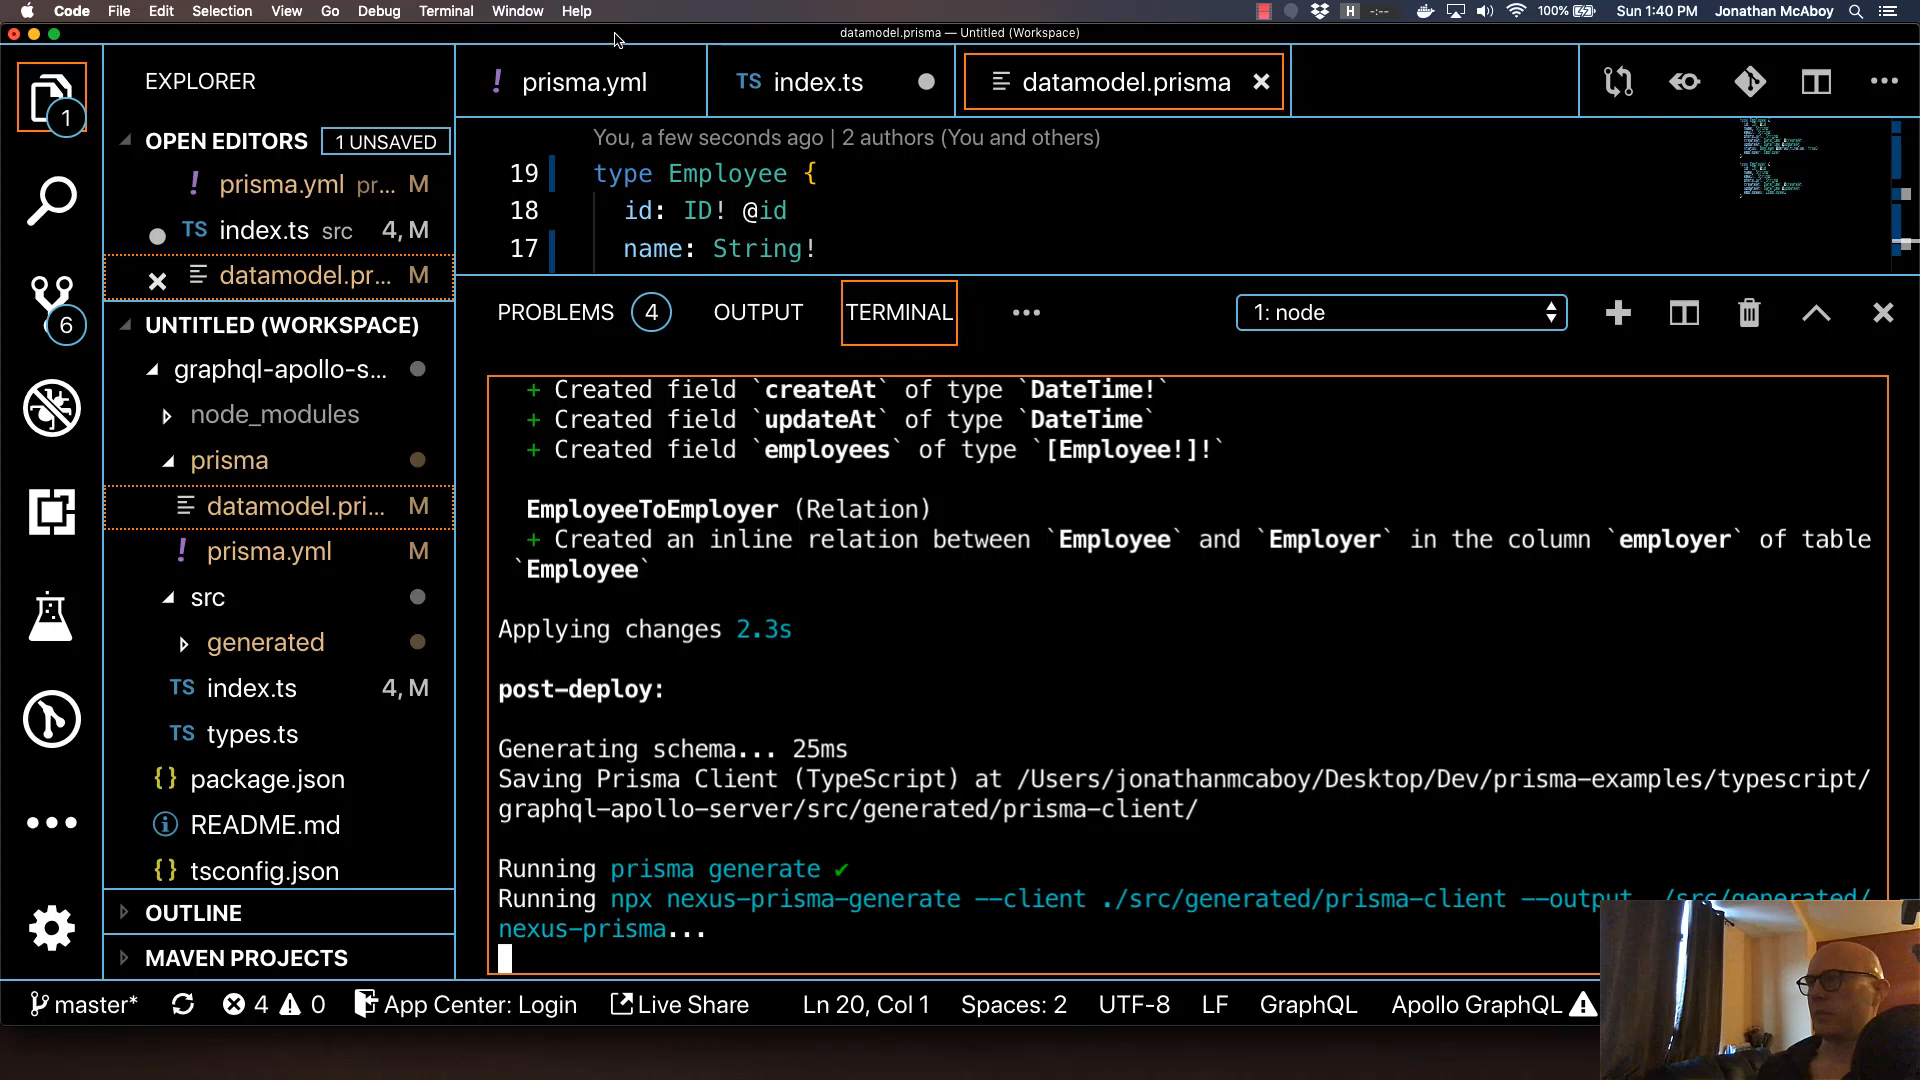 Code File Edit Selection View Go Debug Terminal Window Help
H --:-- 100% Sun 1:40 PM Jonathan McAboy
datamodel.prisma — Untitled (Workspace)
EXPLORER
! prisma.yml
TS index.ts
datamodel.prisma
1
OPEN EDITORS 1 UNSAVED
! prisma.yml pr... M
TS index.ts src 4, M
datamodel.pr... M
You, a few seconds ago | 2 authors (You and others)
19 type Employee {
18 id: ID! @id
17 name: String!
6
UNTITLED (WORKSPACE)
graphql-apollo-s...
node_modules
prisma
datamodel.pri... M
! prisma.yml M
src
generated
TS index.ts 4, M
TS types.ts
{} package.json
README.md
{} tsconfig.json
OUTLINE
MAVEN PROJECTS
PROBLEMS 4 OUTPUT TERMINAL ... 1: node
+ Created field `createAt` of type `DateTime!`
+ Created field `updateAt` of type `DateTime`
+ Created field `employees` of type `[Employee!]!`
EmployeeToEmployer (Relation)
+ Created an inline relation between `Employee` and `Employer` in the column `employer` of table
`Employee`
Applying changes 2.3s
post-deploy:
Generating schema... 25ms
Saving Prisma Client (TypeScript) at /Users/jonathanmcaboy/Desktop/Dev/prisma-examples/typescript/
graphql-apollo-server/src/generated/prisma-client/
Running prisma generate ✔
Running npx nexus-prisma-generate --client ./src/generated/prisma-client --output ./src/generated/
nexus-prisma...
master* 4 0 App Center: Login Live Share Ln 20, Col 1 Spaces: 2 UTF-8 LF GraphQL Apollo GraphQL